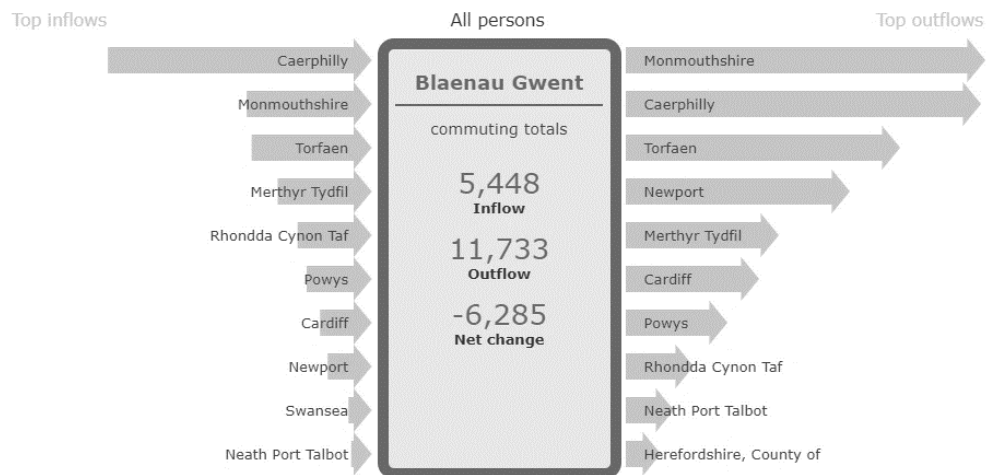 Top inflows
All persons
Top outflows
Caerphilly
Monmouthshire
Torfaen
Merthyr Tydfil
Rhondda Cynon Taf
Powys
Cardiff
Newport
Swansea
Neath Port Talbot
Blaenau Gwent
commuting totals
5,448
Inflow
11,733
Outflow
-6,285
Net change
Monmouthshire
Caerphilly
Torfaen
Newport
Merthyr Tydfil
Cardiff
Powys
Rhondda Cynon Taf
Neath Port Talbot
Herefordshire, County of